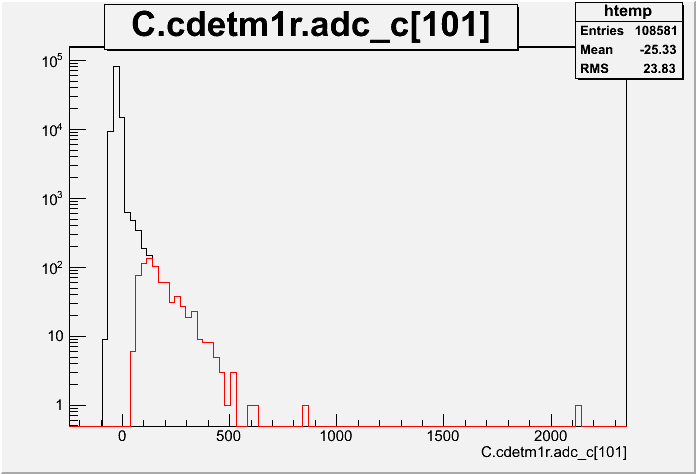 C.cdetm1r.adc_c[101]
htemp
Entries 108581
Mean -25.33
RMS 23.83
10^5
10^4
10^3
10^2
10
1
0 500 1000 1500 2000
C.cdetm1r.adc_c[101]